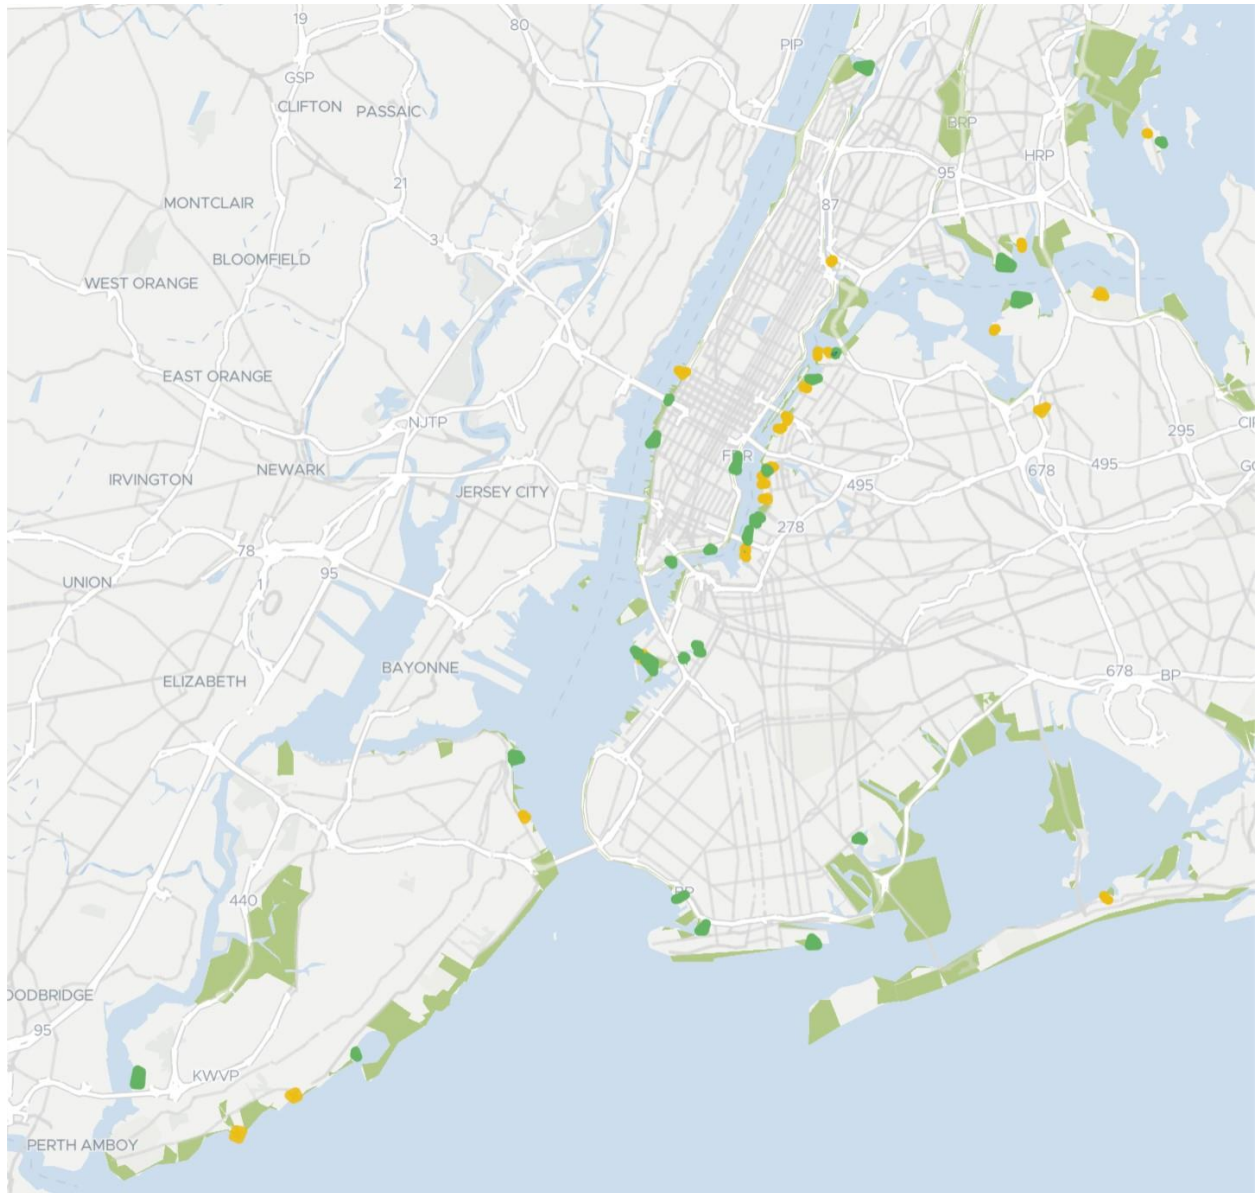 19
80
PIP
GSP
CLIFTON
PASSAIC
BRP
HRP
95
21
87
MONTCLAIR
3
BLOOMFIELD
WEST ORANGE
EAST ORANGE
NJTP
295
NEWARK
495
IRVINGTON
678
495
JERSEY CITY
278
78
95
UNION
1
BAYONNE
678
BP
ELIZABETH
440
95
KWVP
PERTH AMBOY